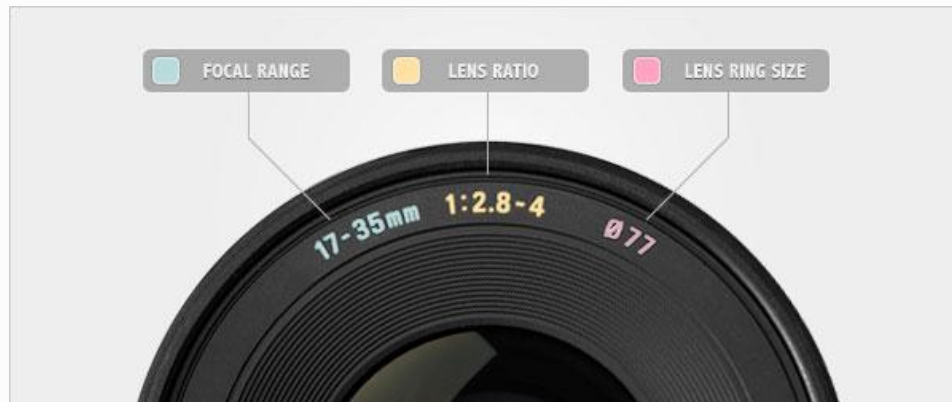 FOCAL RANGE
LENS RATIO
LENS RING SIZE
17-35mm
1:2.8-4
Ø77